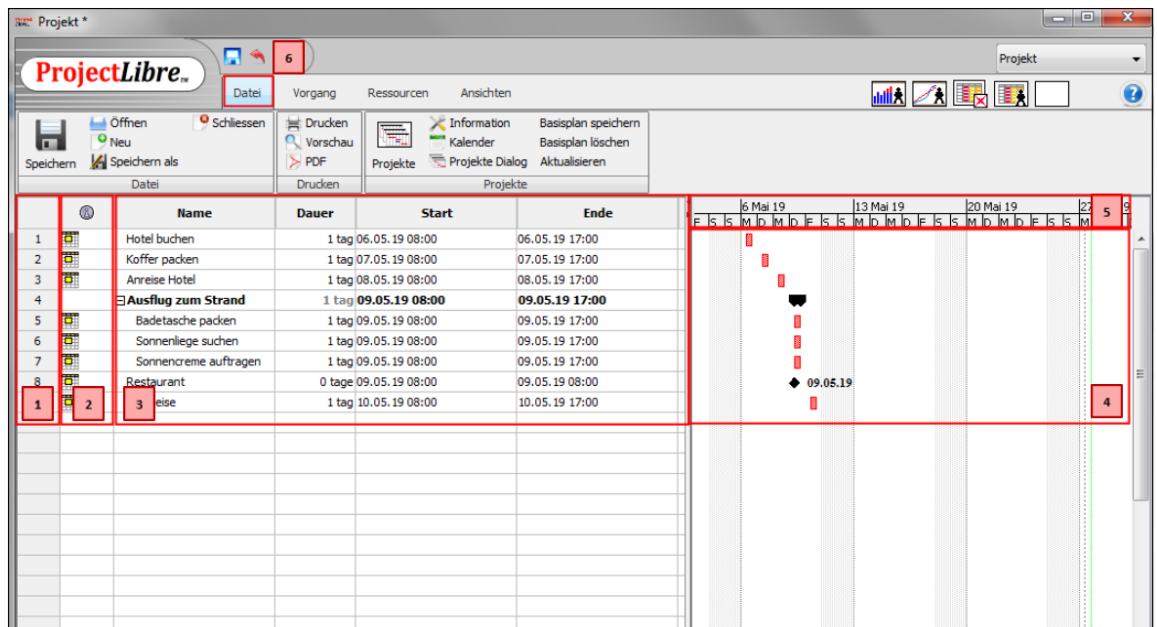 Projekt *
6
Projekt
ProjectLibre
Datei Vorgang Ressourcen Ansichten
Öffnen Schliessen Drucken Information Basisplan speichern
Neu Vorschau Kalender Basisplan löschen
Speichern Speichern als PDF Projekte Projekte Dialog Aktualisieren
Datei Drucken Projekte
Name Dauer Start Ende
6 Mai 19 13 Mai 19 20 Mai 19 27 5 9
F S S M D M D F S S M D M D F S S M D M D F S S M
1 Hotel buchen 1 tag 06.05.19 08:00 06.05.19 17:00
2 Koffer packen 1 tag 07.05.19 08:00 07.05.19 17:00
3 Anreise Hotel 1 tag 08.05.19 08:00 08.05.19 17:00
4 Ausflug zum Strand 1 tag 09.05.19 08:00 09.05.19 17:00
5 Badetasche packen 1 tag 09.05.19 08:00 09.05.19 17:00
6 Sonnenliege suchen 1 tag 09.05.19 08:00 09.05.19 17:00
7 Sonnencreme auftragen 1 tag 09.05.19 08:00 09.05.19 17:00
8 Restaurant 0 tage 09.05.19 08:00 09.05.19 08:00 09.05.19
1 2 3 eise 1 tag 10.05.19 08:00 10.05.19 17:00 4